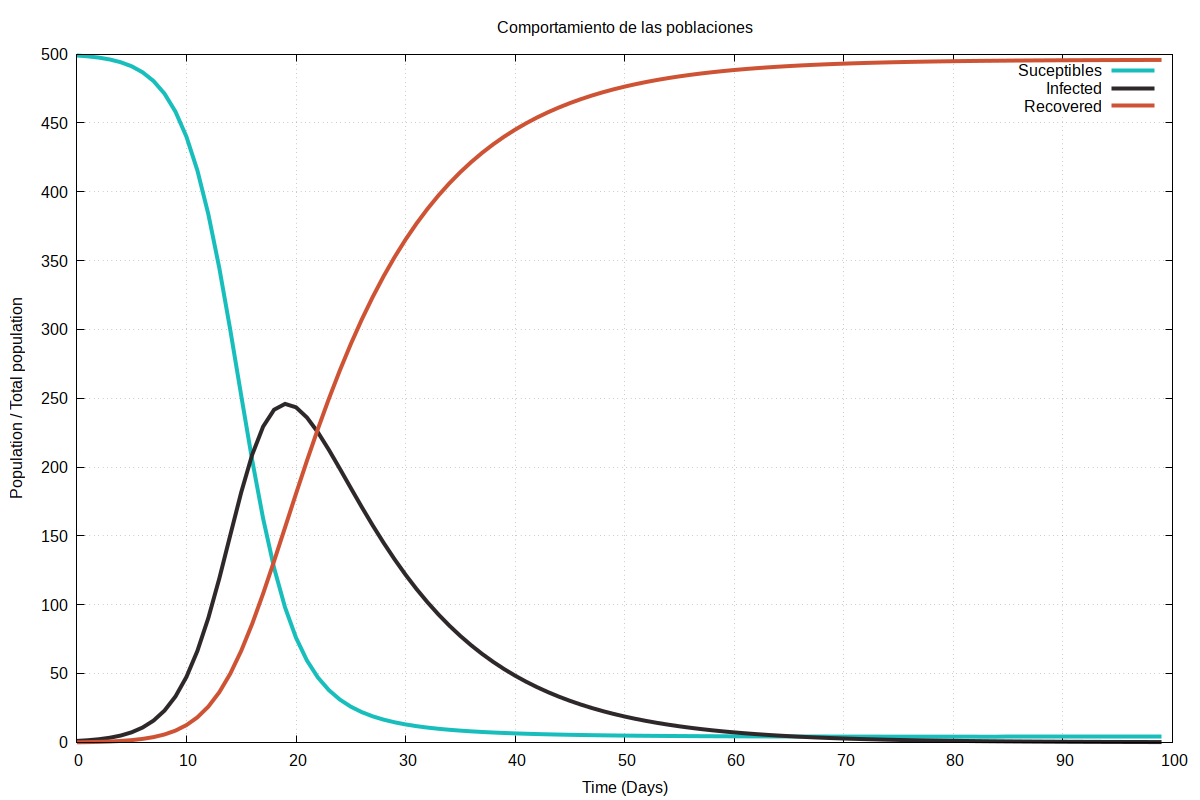 Comportamiento de las poblaciones
500
450
400
350
300
250
200
150
100
50
0
Suceptibles
Infected
Recovered
Population / Total population
0 10 20 30 40 50 60 70 80 90 100
Time (Days)